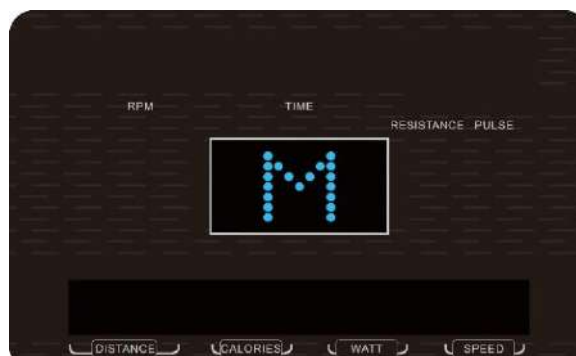 RPM TIME
RESISTANCE PULSE
M
DISTANCE CALORIES WATT SPEED